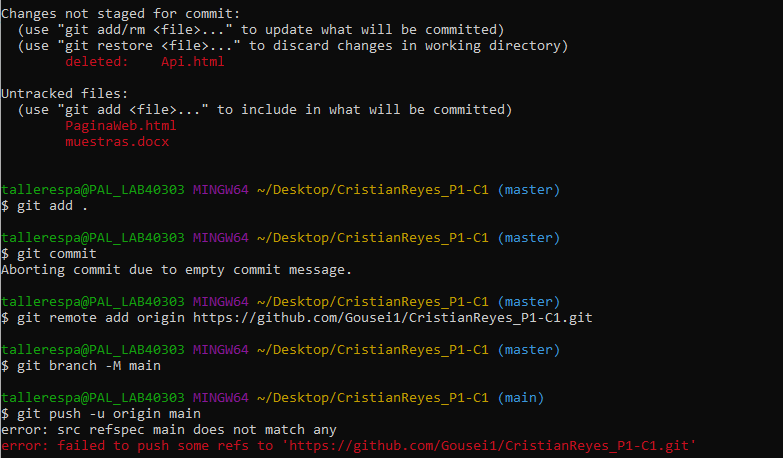 Changes not staged for commit:
  (use "git add/rm <file>..." to update what will be committed)
  (use "git restore <file>..." to discard changes in working directory)
        deleted:    Api.html
Untracked files:
  (use "git add <file>..." to include in what will be committed)
        PaginaWeb.html
        muestras.docx
tallerespa@PAL_LAB40303 MINGW64 ~/Desktop/CristianReyes_P1-C1 (master)
$ git add .
tallerespa@PAL_LAB40303 MINGW64 ~/Desktop/CristianReyes_P1-C1 (master)
$ git commit
Aborting commit due to empty commit message.
tallerespa@PAL_LAB40303 MINGW64 ~/Desktop/CristianReyes_P1-C1 (master)
$ git remote add origin https://github.com/Gousei1/CristianReyes_P1-C1.git
tallerespa@PAL_LAB40303 MINGW64 ~/Desktop/CristianReyes_P1-C1 (master)
$ git branch -M main
tallerespa@PAL_LAB40303 MINGW64 ~/Desktop/CristianReyes_P1-C1 (main)
$ git push -u origin main
error: src refspec main does not match any
error: failed to push some refs to 'https://github.com/Gousei1/CristianReyes_P1-C1.git'